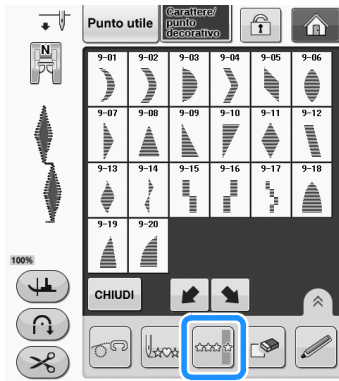 Punto utile
Carattere/
punto
decorativo
N
9-01 9-02 9-03 9-04 9-05 9-06
9-07 9-08 9-09 9-10 9-11 9-12
9-13 9-14 9-15 9-16 9-17 9-18
9-19 9-20
100%
CHIUDI